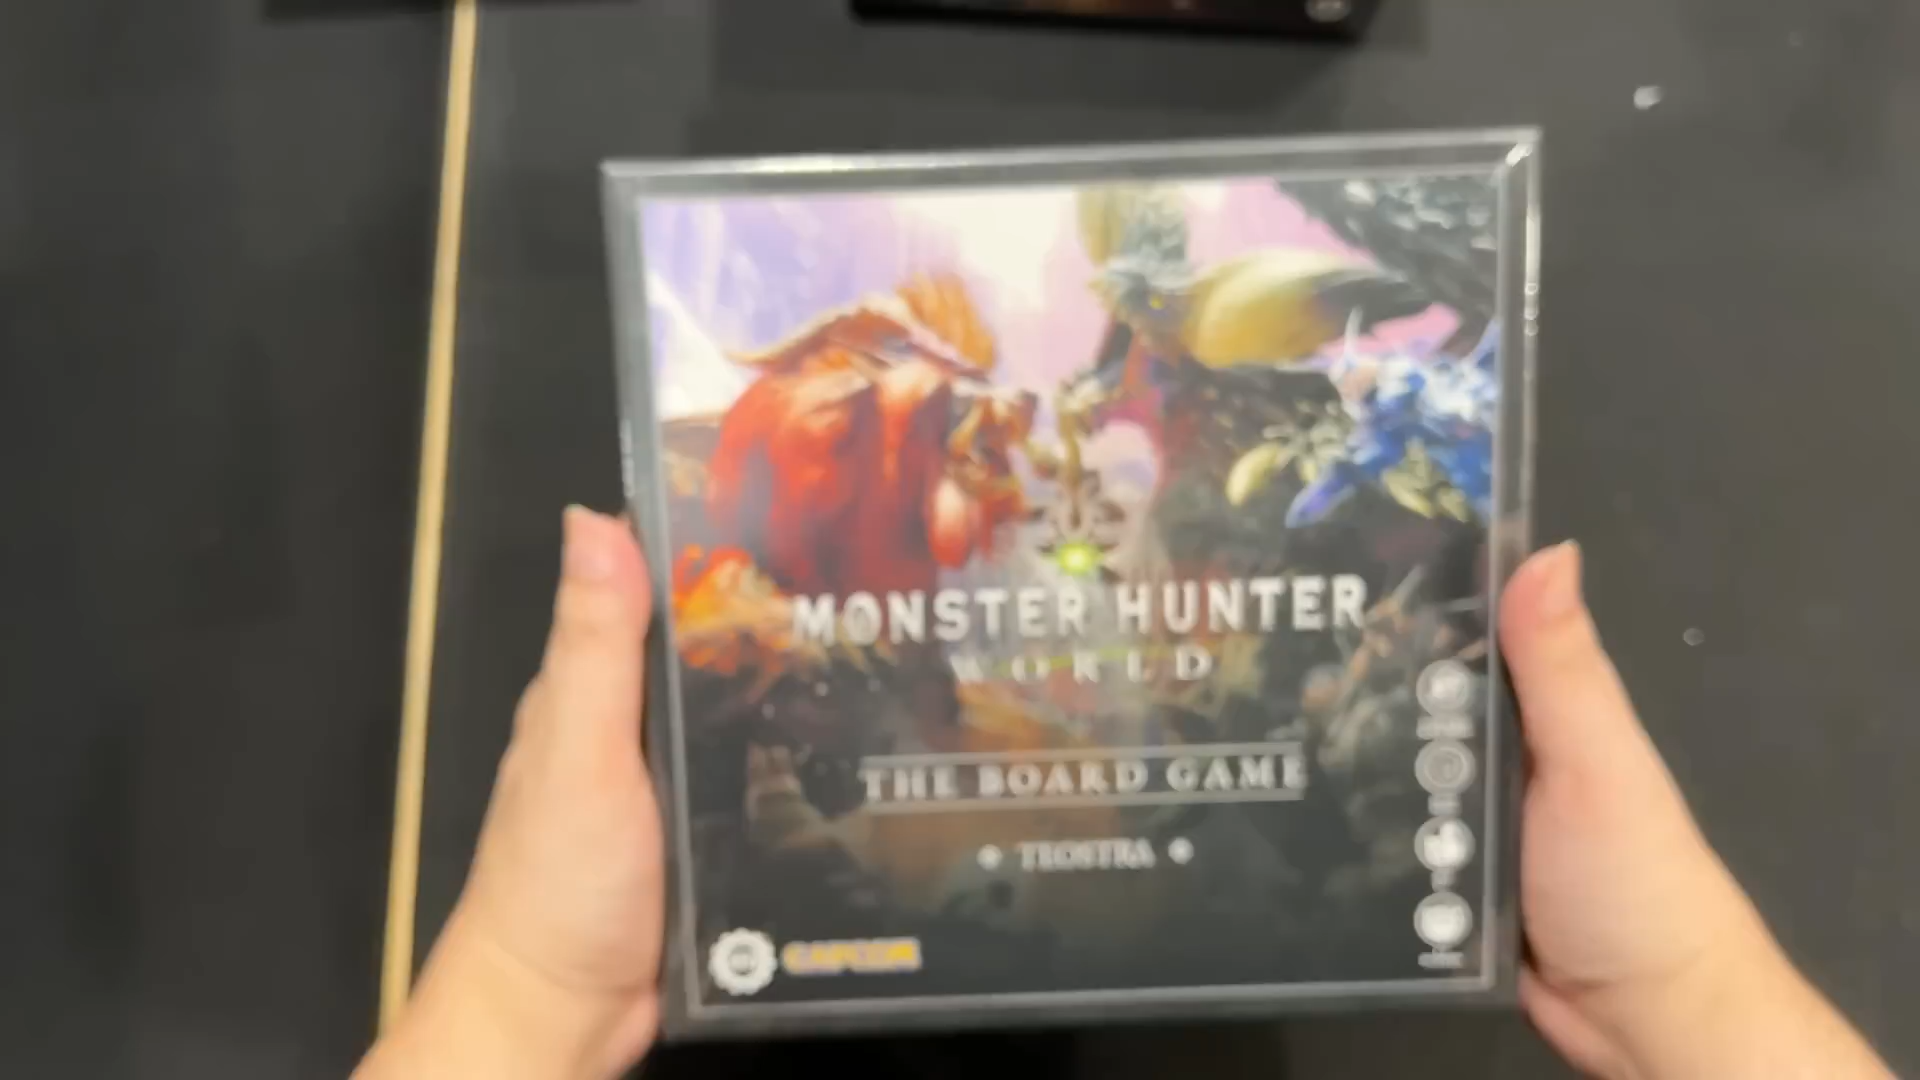 MONSTER HUNTER
WORLD
THE BOARD GAME
TEOSTRA
CAPCOM